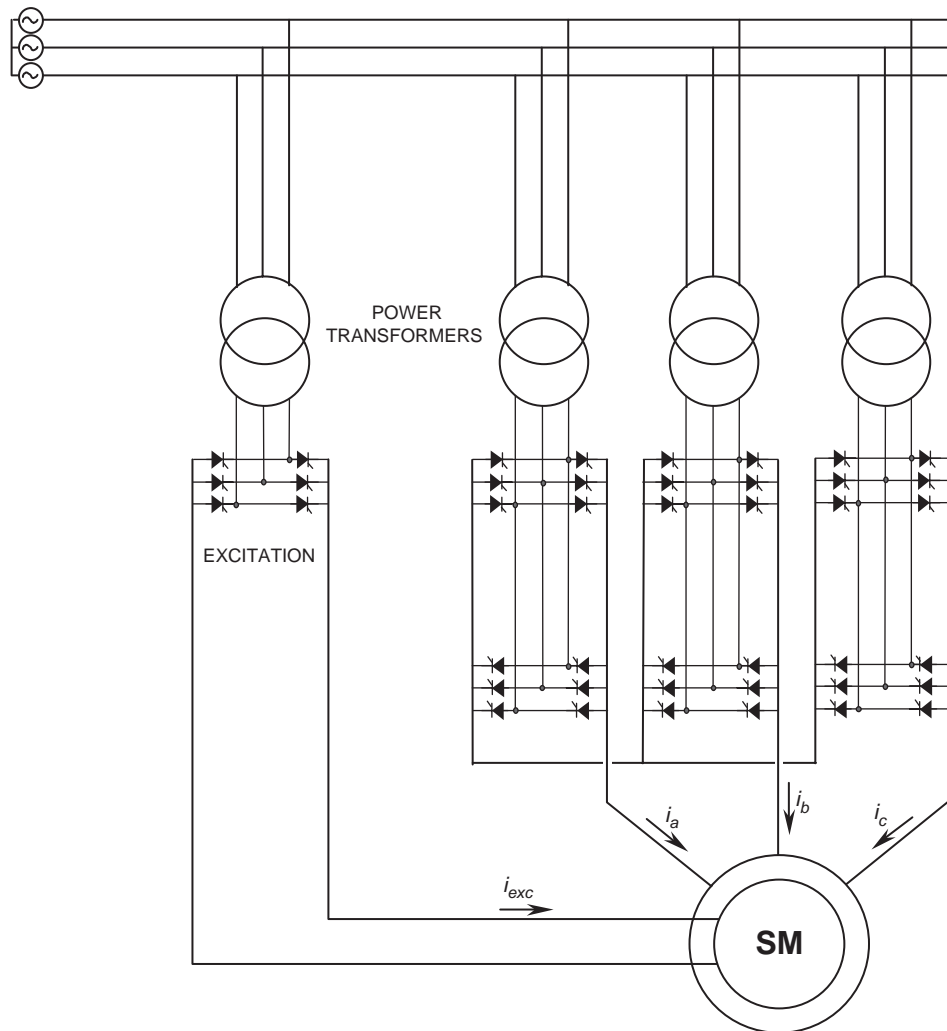 POWER
TRANSFORMERS
EXCITATION
i_a
i_b
i_c
i_exc
SM